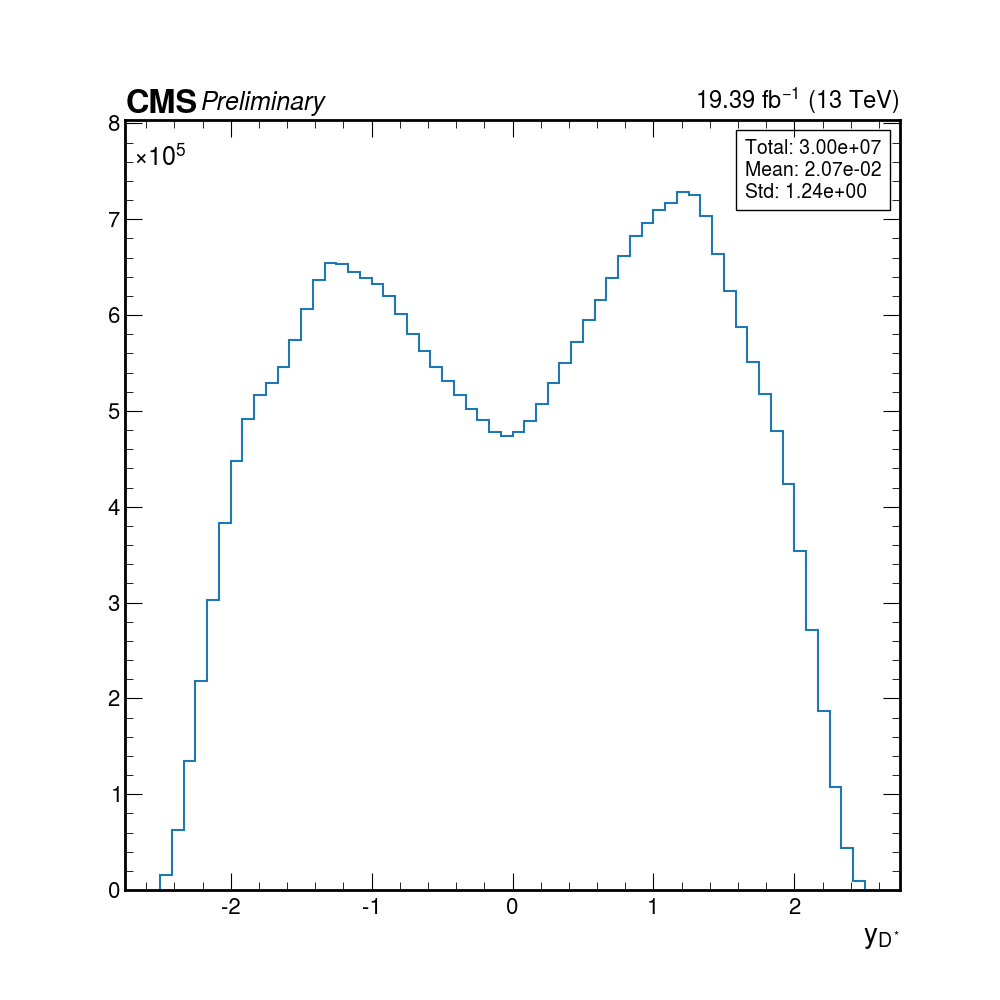 CMS Preliminary 19.39 fb⁻¹ (13 TeV)
×10⁵
Total: 3.00e+07
Mean: 2.07e-02
Std: 1.24e+00
8
7
6
5
4
3
2
1
0
-2 -1 0 1 2
y_D*